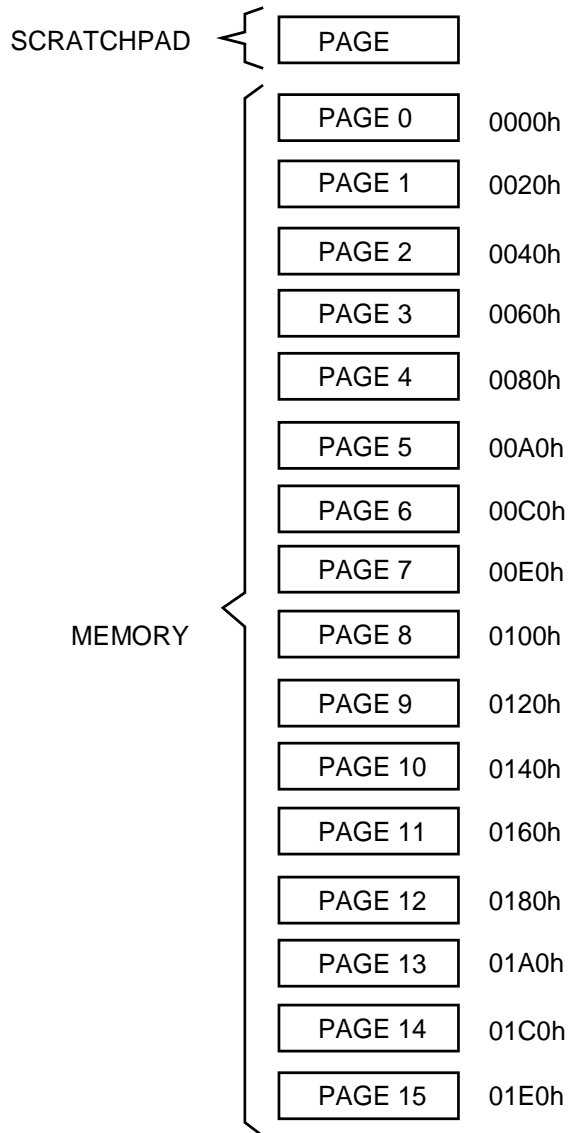 SCRATCHPAD PAGE
PAGE 0 0000h
PAGE 1 0020h
PAGE 2 0040h
PAGE 3 0060h
PAGE 4 0080h
PAGE 5 00A0h
PAGE 6 00C0h
PAGE 7 00E0h
MEMORY PAGE 8 0100h
PAGE 9 0120h
PAGE 10 0140h
PAGE 11 0160h
PAGE 12 0180h
PAGE 13 01A0h
PAGE 14 01C0h
PAGE 15 01E0h